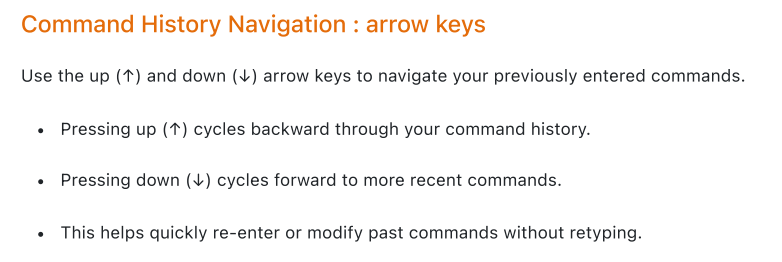 Command History Navigation : arrow keys
Use the up (↑) and down (↓) arrow keys to navigate your previously entered commands.
• Pressing up (↑) cycles backward through your command history.
• Pressing down (↓) cycles forward to more recent commands.
• This helps quickly re-enter or modify past commands without retyping.